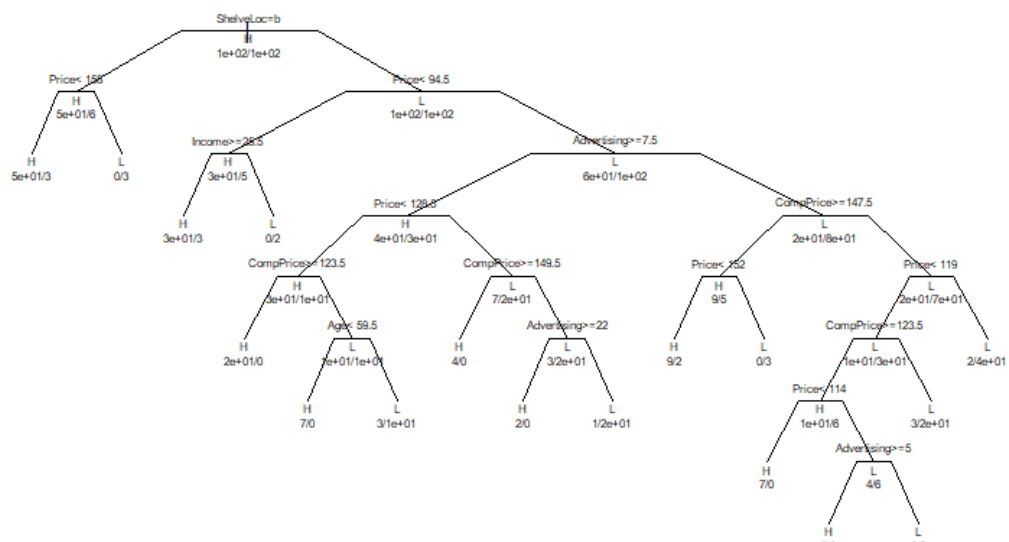 ShelveLoc=b
H
1e+02/1e+02
Price< 156
Price< 94.5
H
L
5e+01/6
1e+02/1e+02
Income>=25.5
Advertising>=7.5
H
L
H
L
5e+01/3
0/3
3e+01/5
6e+01/1e+02
Price< 128.5
CompPrice>=147.5
H
L
H
L
3e+01/3
0/2
4e+01/3e+01
2e+01/8e+01
CompPrice>=123.5
CompPrice>=149.5
Price< 152
Price< 119
H
L
H
L
3e+01/1e+01
7/2e+01
9/5
2e+01/7e+01
Age< 59.5
Advertising>=22
CompPrice>=123.5
H
L
H
L
H
L
L
L
2e+01/0
1e+01/1e+01
4/0
3/2e+01
9/2
0/3
1e+01/3e+01
2/4e+01
Price< 114
H
L
H
L
H
L
7/0
3/1e+01
2/0
1/2e+01
1e+01/6
3/2e+01
Advertising>=5
H
L
7/0
4/6
H
L